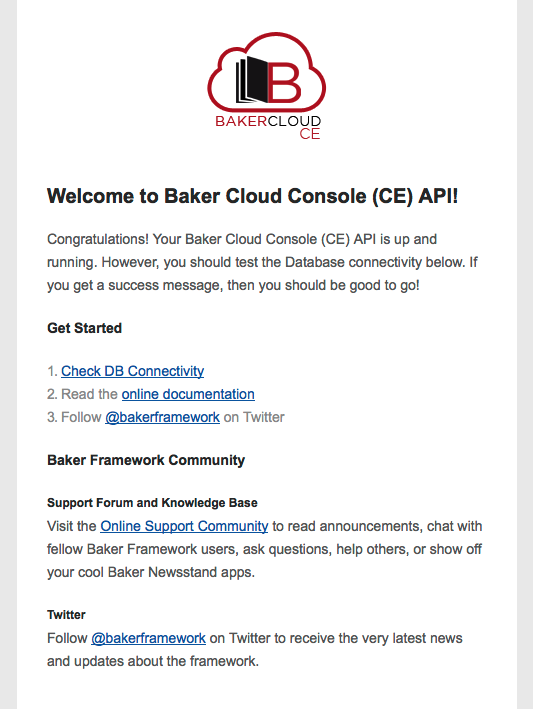 B
BAKERCLOUD
CE
Welcome to Baker Cloud Console (CE) API!
Congratulations! Your Baker Cloud Console (CE) API is up and
running. However, you should test the Database connectivity below. If
you get a success message, then you should be good to go!
Get Started
1. Check DB Connectivity
2. Read the online documentation
3. Follow @bakerframework on Twitter
Baker Framework Community
Support Forum and Knowledge Base
Visit the Online Support Community to read announcements, chat with
fellow Baker Framework users, ask questions, help others, or show off
your cool Baker Newsstand apps.
Twitter
Follow @bakerframework on Twitter to receive the very latest news
and updates about the framework.